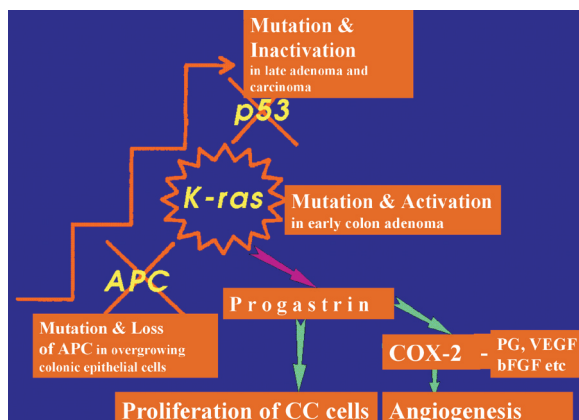 Mutation &
Inactivation
in late adenoma and
carcinoma
p53
K-ras
Mutation & Activation
in early colon adenoma
APC
Mutation & Loss
of APC in overgrowing
colonic epithelial cells
Progastrin
COX-2 -
PG, VEGF
bFGF etc
Proliferation of CC cells
Angiogenesis